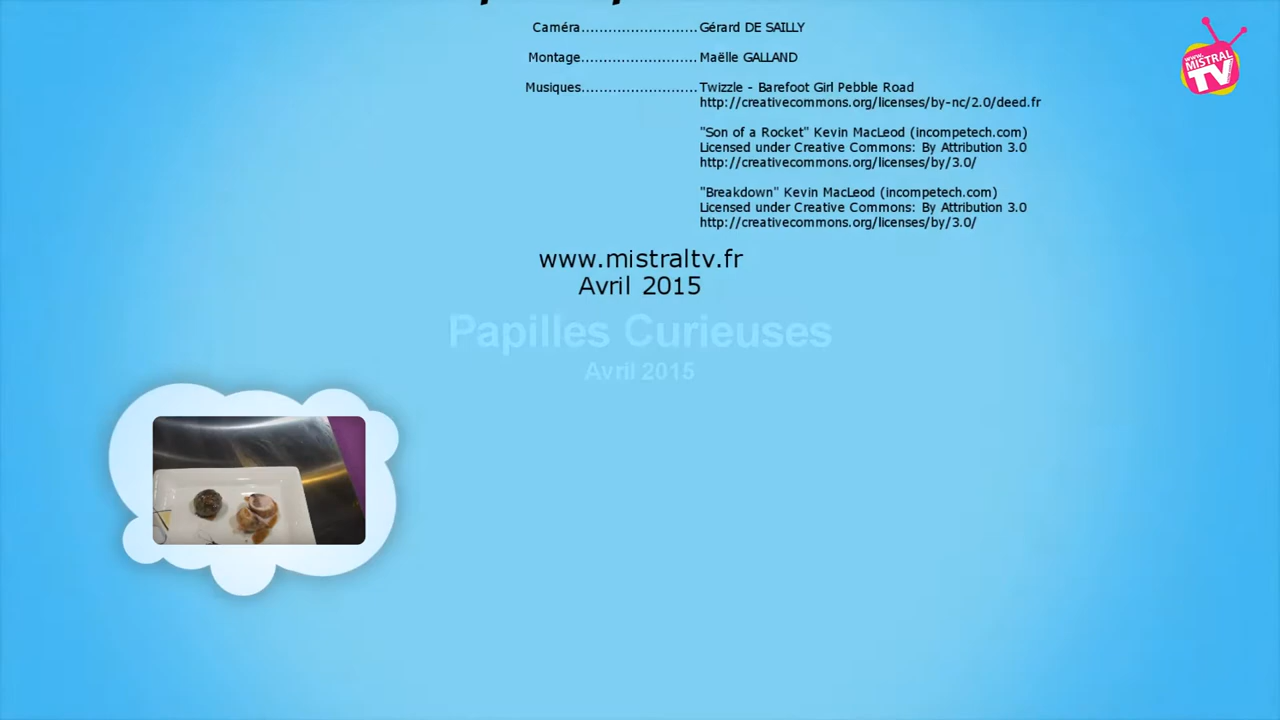 Caméra..........................Gérard DE SAILLY
Montage..........................Maëlle GALLAND
Musiques..........................Twizzle - Barefoot Girl Pebble Road
http://creativecommons.org/licenses/by-nc/2.0/deed.fr
"Son of a Rocket" Kevin MacLeod (incompetech.com)
Licensed under Creative Commons: By Attribution 3.0
http://creativecommons.org/licenses/by/3.0/
"Breakdown" Kevin MacLeod (incompetech.com)
Licensed under Creative Commons: By Attribution 3.0
http://creativecommons.org/licenses/by/3.0/
www.mistraltv.fr
Avril 2015
Papilles Curieuses
Avril 2015
www.
MISTRAL
TV